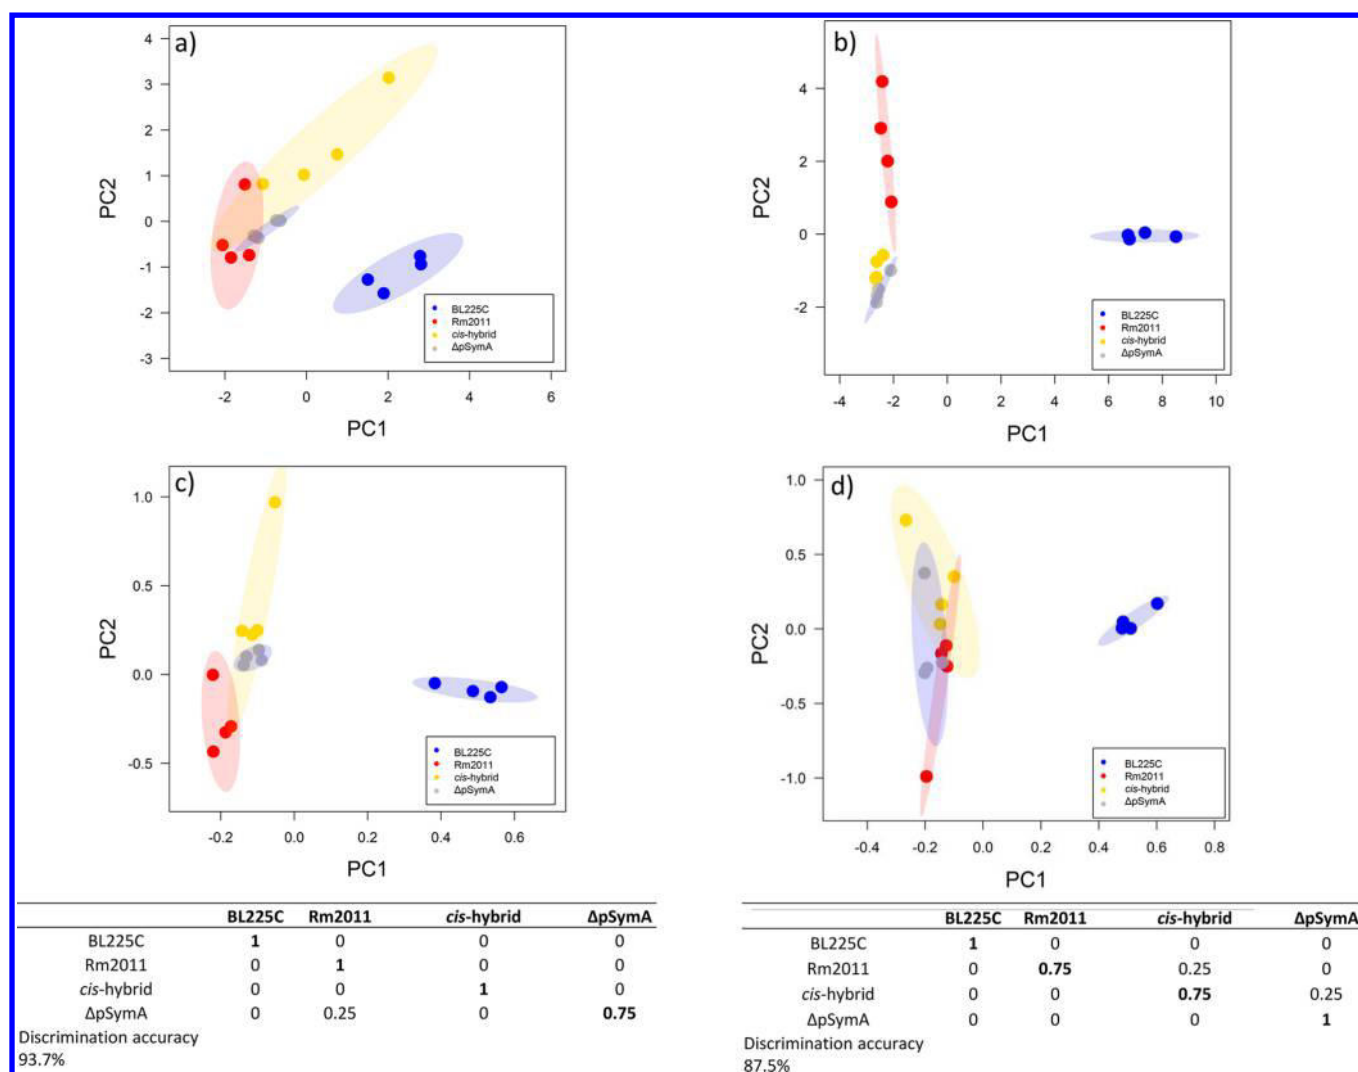 a)
4
3
2
1
0
-1
-2
-3
PC2
-2
0
2
4
6
PC1
BL225C
Rm2011
cis-hybrid
ΔpSymA
b)
4
2
0
-2
PC2
-4
-2
0
2
4
6
8
10
PC1
BL225C
Rm2011
cis-hybrid
ΔpSymA
c)
1.0
0.5
0.0
-0.5
PC2
-0.2
0.0
0.2
0.4
0.6
PC1
BL225C
Rm2011
cis-hybrid
ΔpSymA
d)
1.0
0.5
0.0
-0.5
-1.0
PC2
-0.4
-0.2
0.0
0.2
0.4
0.6
0.8
PC1
BL225C
Rm2011
cis-hybrid
ΔpSymA
BL225C Rm2011 cis-hybrid ΔpSymA
BL225C 1 0 0 0
Rm2011 0 1 0 0
cis-hybrid 0 0 1 0
ΔpSymA 0 0.25 0 0.75
Discrimination accuracy
93.7%
BL225C Rm2011 cis-hybrid ΔpSymA
BL225C 1 0 0 0
Rm2011 0 0.75 0.25 0
cis-hybrid 0 0 0.75 0.25
ΔpSymA 0 0 0 1
Discrimination accuracy
87.5%